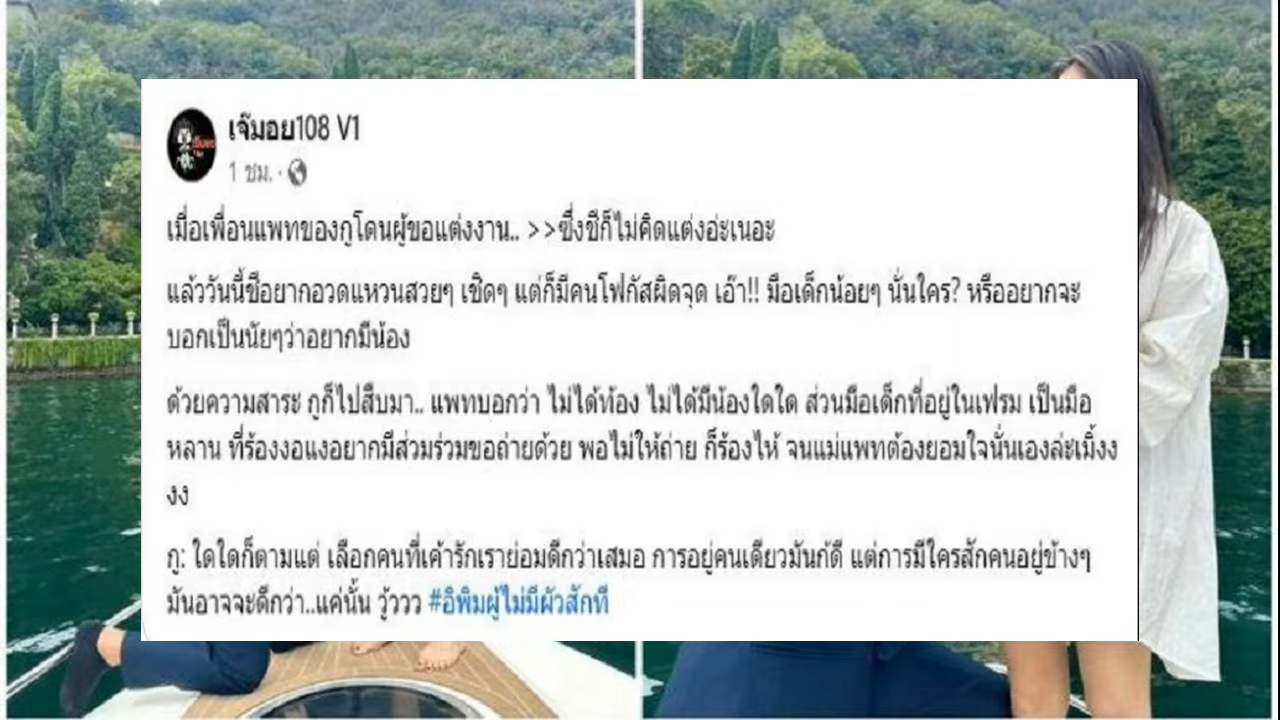 เจ๊มอย108 V1
1 ชม. ·
เมื่อเพื่อนแพทของกูโดนผู้ขอแต่งงาน.. >>ซึ่งชีก็ไม่คิดแต่งอ่ะเนอะ
แล้ววันนี้ชีอยากอวดแหวนสวยๆ เชิดๆ แต่ก็มีคนโฟกัสผิดจุด เอ๊า!! มือเด็กน้อยๆ นั่นใคร? หรืออยากจะ
บอกเป็นนัยๆว่าอยากมีน้อง
ด้วยความสาระ กูก็ไปสืบมา.. แพทบอกว่า ไม่ได้ท้อง ไม่ได้มีน้องใดใด ส่วนมือเด็กที่อยู่ในเฟรม เป็นมือ
หลาน ที่ร้องงอแงอยากมีส่วมร่วมขอถ่ายด้วย พอไม่ให้ถ่าย ก็ร้องไห้ จนแม่แพทต้องยอมใจนั่นเองล่ะเมิ้งง
งง
กู: ใดใดก็ตามแต่ เลือกคนที่เค้ารักเราย่อมดีกว่าเสมอ การอยู่คนเดียวมันก้ดี แต่การมีใครสักคนอยู่ข้างๆ
มันอาจจะดีกว่า..แค่นั้น วู้ววว #อิพิมผู้ไม่มีผัวสักที